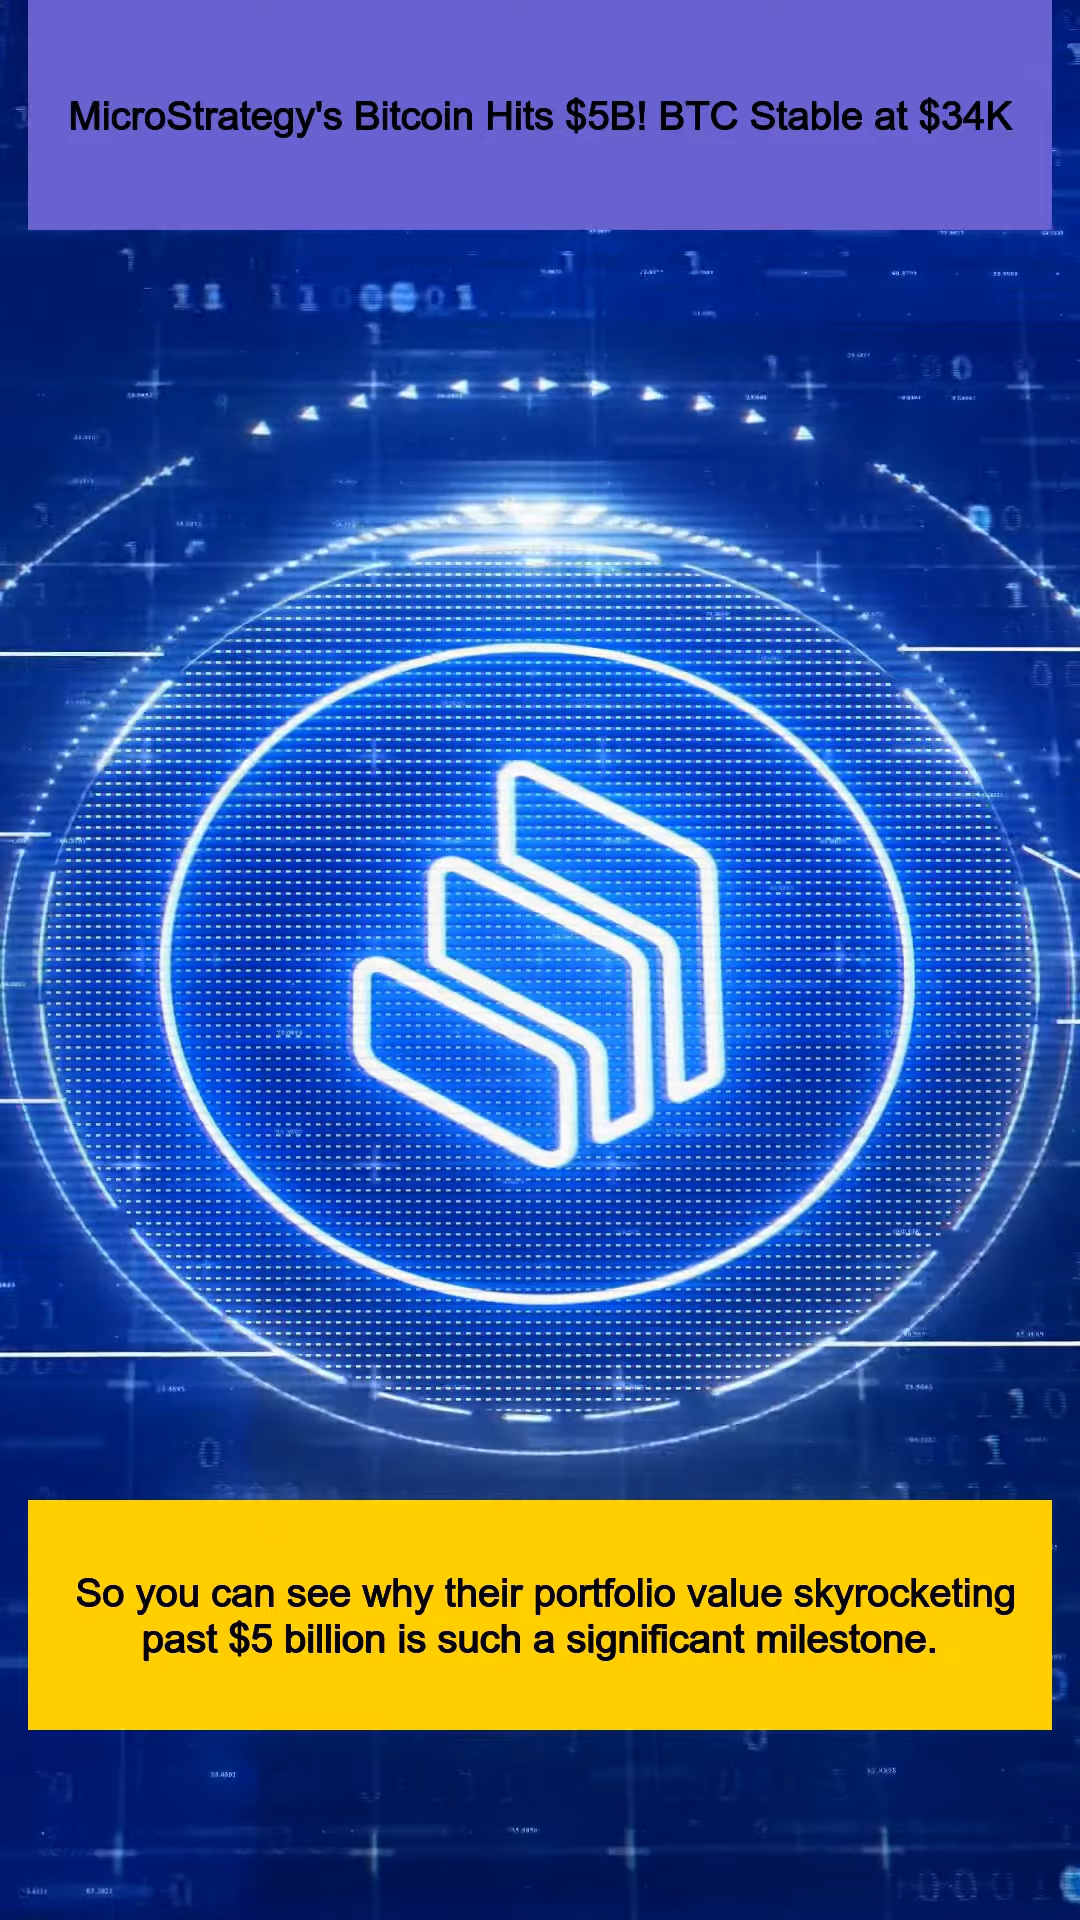 MicroStrategy's Bitcoin Hits $5B! BTC Stable at $34K
So you can see why their portfolio value skyrocketing
past $5 billion is such a significant milestone.